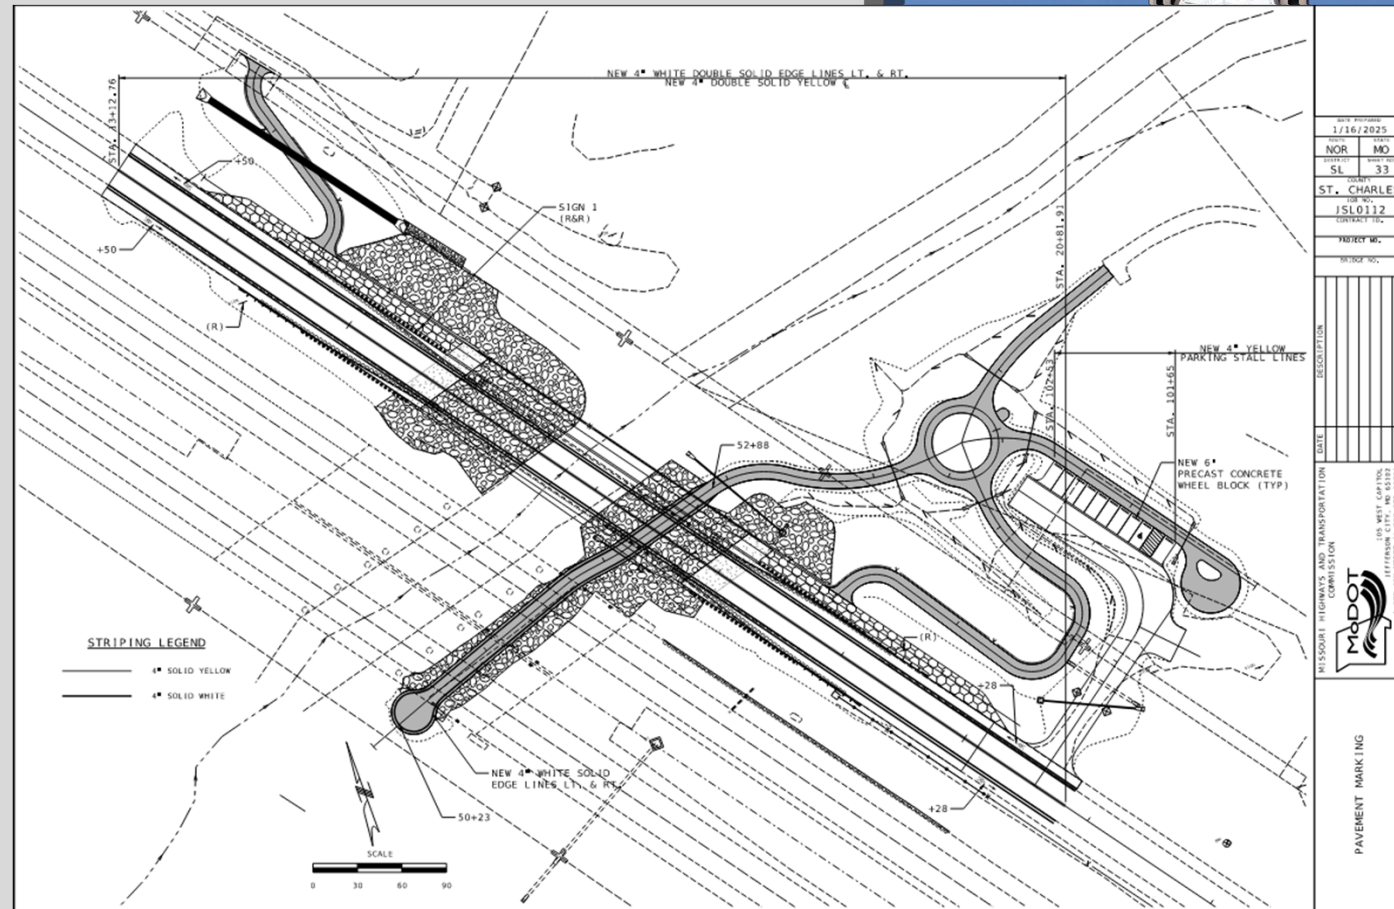 NEW 4" WHITE DOUBLE SOLID EDGE LINES LT. & RT.
NEW 4" DOUBLE SOLID YELLOW ℄
STA. 13+12.76
+50
+50
SIGN 1
(R&R)
(R)
STA. 20+81.91
NEW 4" YELLOW
PARKING STALL LINES
STA. 102+53
STA. 101+65
52+88
NEW 6'
PRECAST CONCRETE
WHEEL BLOCK (TYP)
(R)
+28
+28
STRIPING LEGEND
4" SOLID YELLOW
4" SOLID WHITE
NEW 4" WHITE SOLID
EDGE LINES LT. & RT.
50+23
SCALE
0 30 60 90
DATE PREPARED
1/16/2025
NOR MO
DISTRICT
SL 33
COUNTY
ST. CHARLE
JOB NO.
JSL0112
CONTRACT ID.
PROJECT NO.
BRIDGE NO.
DESCRIPTION
DATE
MISSOURI HIGHWAYS AND TRANSPORTATION
COMMISSION
105 WEST CAPITOL
JEFFERSON CITY, MO 65102
MoDOT
PAVEMENT MARKING